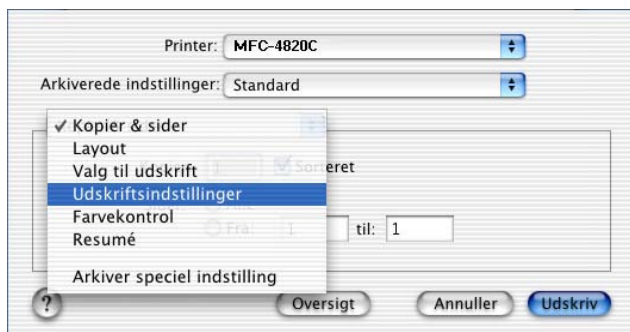 Printer: MFC-4820C
Arkiverede indstillinger: Standard
✓ Kopier & sider
Layout
Valg til udskrift
Sorteret
Udskriftsindstillinger
Farvekontrol
Fra: 1 til: 1
Resumé
Arkiver speciel indstilling
? Oversigt Annuller Udskriv